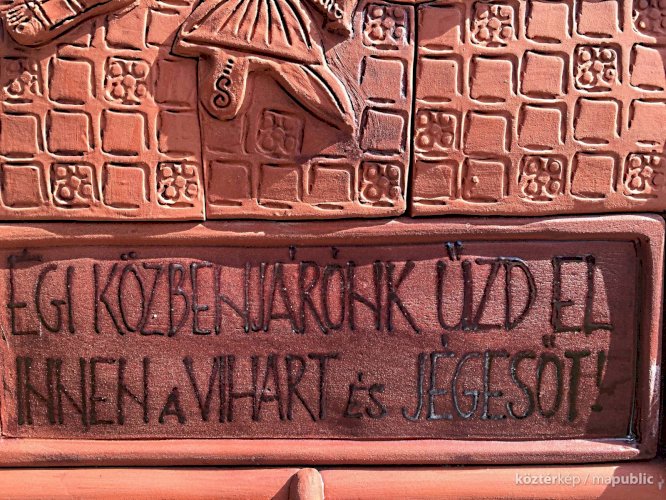 ÉGI KÖZBENJÁRÓNK ŰZD EL
INNEN A VIHART ÉS JÉGESŐT!
köztérkép / mapublic